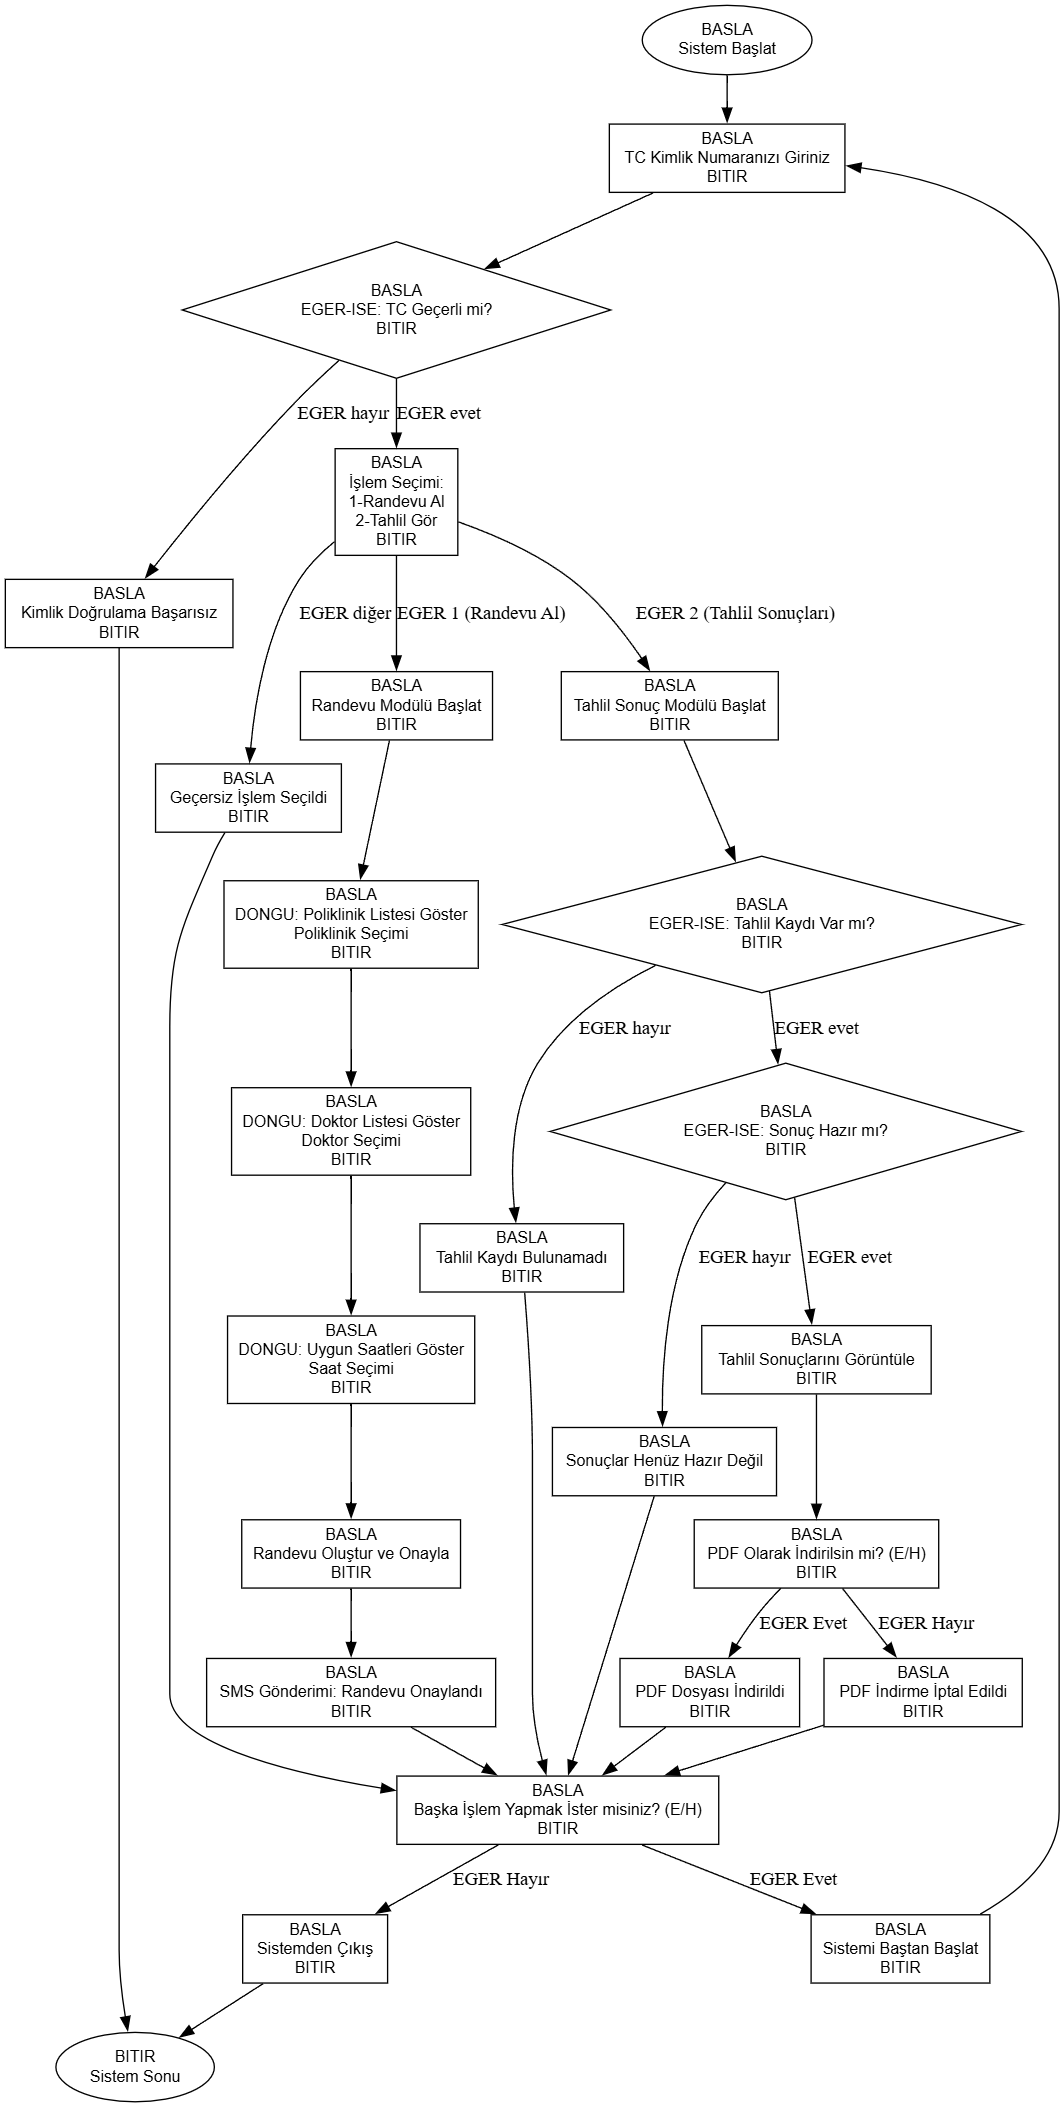 BASLA
Sistem Başlat
BASLA
TC Kimlik Numaranızı Giriniz
BITIR
BASLA
EGER-ISE: TC Geçerli mi?
BITIR
EGER hayır
EGER evet
BASLA
İşlem Seçimi:
1-Randevu Al
2-Tahlil Gör
BITIR
BASLA
Kimlik Doğrulama Başarısız
BITIR
EGER diğer
EGER 1 (Randevu Al)
EGER 2 (Tahlil Sonuçları)
BASLA
Randevu Modülü Başlat
BITIR
BASLA
Tahlil Sonuç Modülü Başlat
BITIR
BASLA
Geçersiz İşlem Seçildi
BITIR
BASLA
DONGU: Poliklinik Listesi Göster
Poliklinik Seçimi
BITIR
BASLA
EGER-ISE: Tahlil Kaydı Var mı?
BITIR
EGER hayır
EGER evet
BASLA
DONGU: Doktor Listesi Göster
Doktor Seçimi
BITIR
BASLA
EGER-ISE: Sonuç Hazır mı?
BITIR
BASLA
Tahlil Kaydı Bulunamadı
BITIR
EGER hayır
EGER evet
BASLA
DONGU: Uygun Saatleri Göster
Saat Seçimi
BITIR
BASLA
Tahlil Sonuçlarını Görüntüle
BITIR
BASLA
Sonuçlar Henüz Hazır Değil
BITIR
BASLA
Randevu Oluştur ve Onayla
BITIR
BASLA
PDF Olarak İndirilsin mi? (E/H)
BITIR
EGER Evet
EGER Hayır
BASLA
SMS Gönderimi: Randevu Onaylandı
BITIR
BASLA
PDF Dosyası İndirildi
BITIR
BASLA
PDF İndirme İptal Edildi
BITIR
BASLA
Başka İşlem Yapmak İster misiniz? (E/H)
BITIR
EGER Hayır
EGER Evet
BASLA
Sistemden Çıkış
BITIR
BASLA
Sistemi Baştan Başlat
BITIR
BITIR
Sistem Sonu